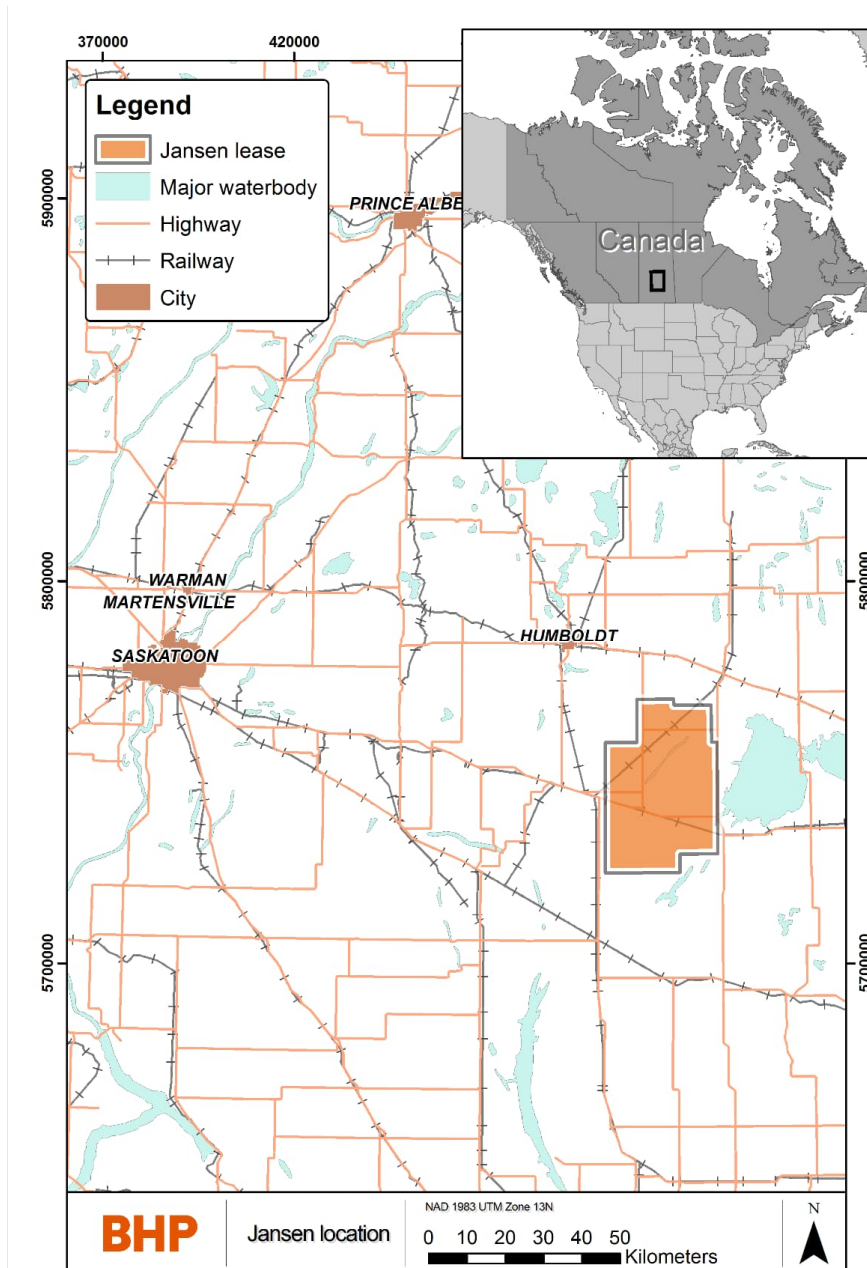 370000 420000
Legend
Jansen lease
Major waterbody
Highway
Railway
City
Canada
5900000
PRINCE ALBE
5800000
5800000
WARMAN
MARTENSVILLE
HUMBOLDT
SASKATOON
5700000
5700000
BHP
Jansen location
NAD 1983 UTM Zone 13N
0 10 20 30 40 50
Kilometers
N